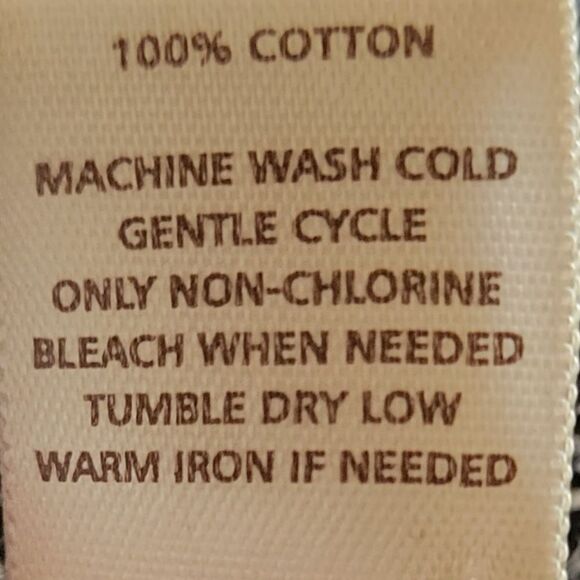 100% COTTON
MACHINE WASH COLD
GENTLE CYCLE
ONLY NON-CHLORINE
BLEACH WHEN NEEDED
TUMBLE DRY LOW
WARM IRON IF NEEDED